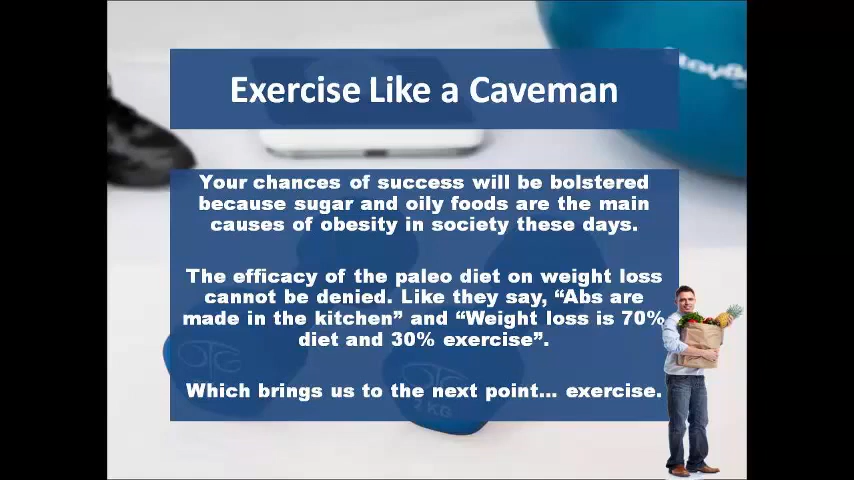 Exercise Like a Caveman
Your chances of success will be bolstered
because sugar and oily foods are the main
causes of obesity in society these days.
The efficacy of the paleo diet on weight loss
cannot be denied. Like they say, “Abs are
made in the kitchen” and “Weight loss is 70%
diet and 30% exercise”.
Which brings us to the next point... exercise.
2 KG